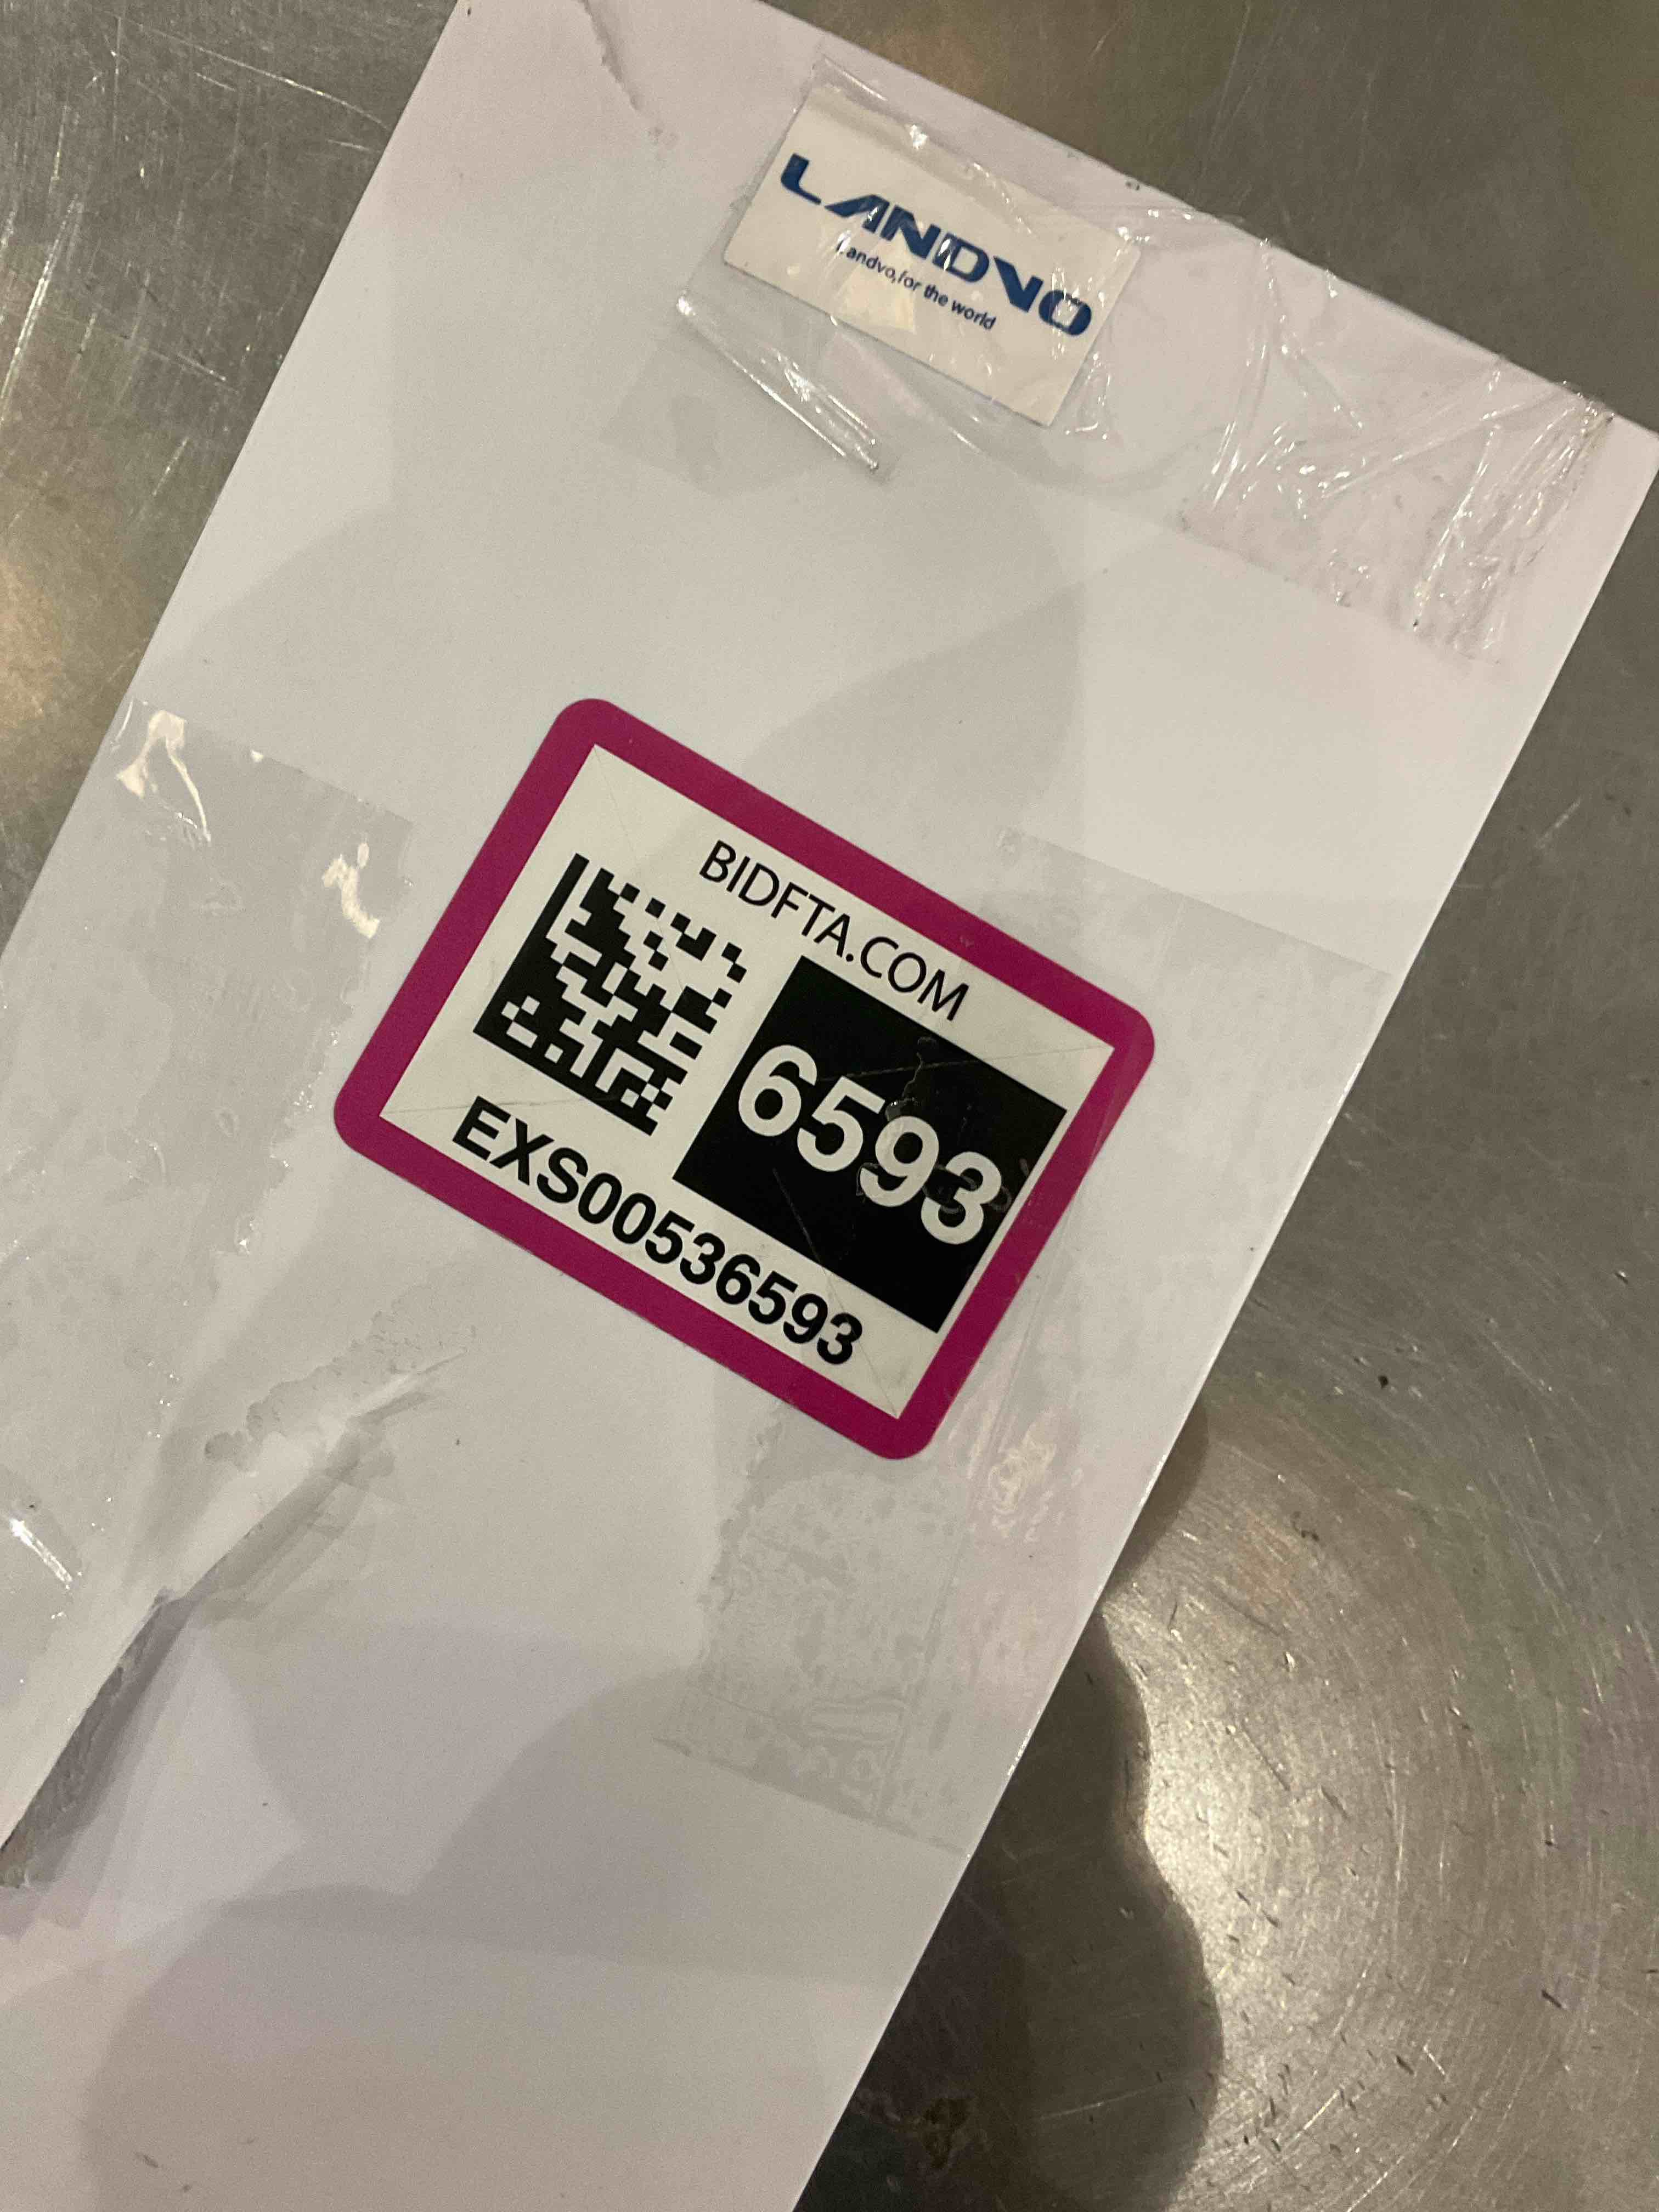 LANDVO
Landvo,for the world
BIDFTA.COM
6593
EXS00536593